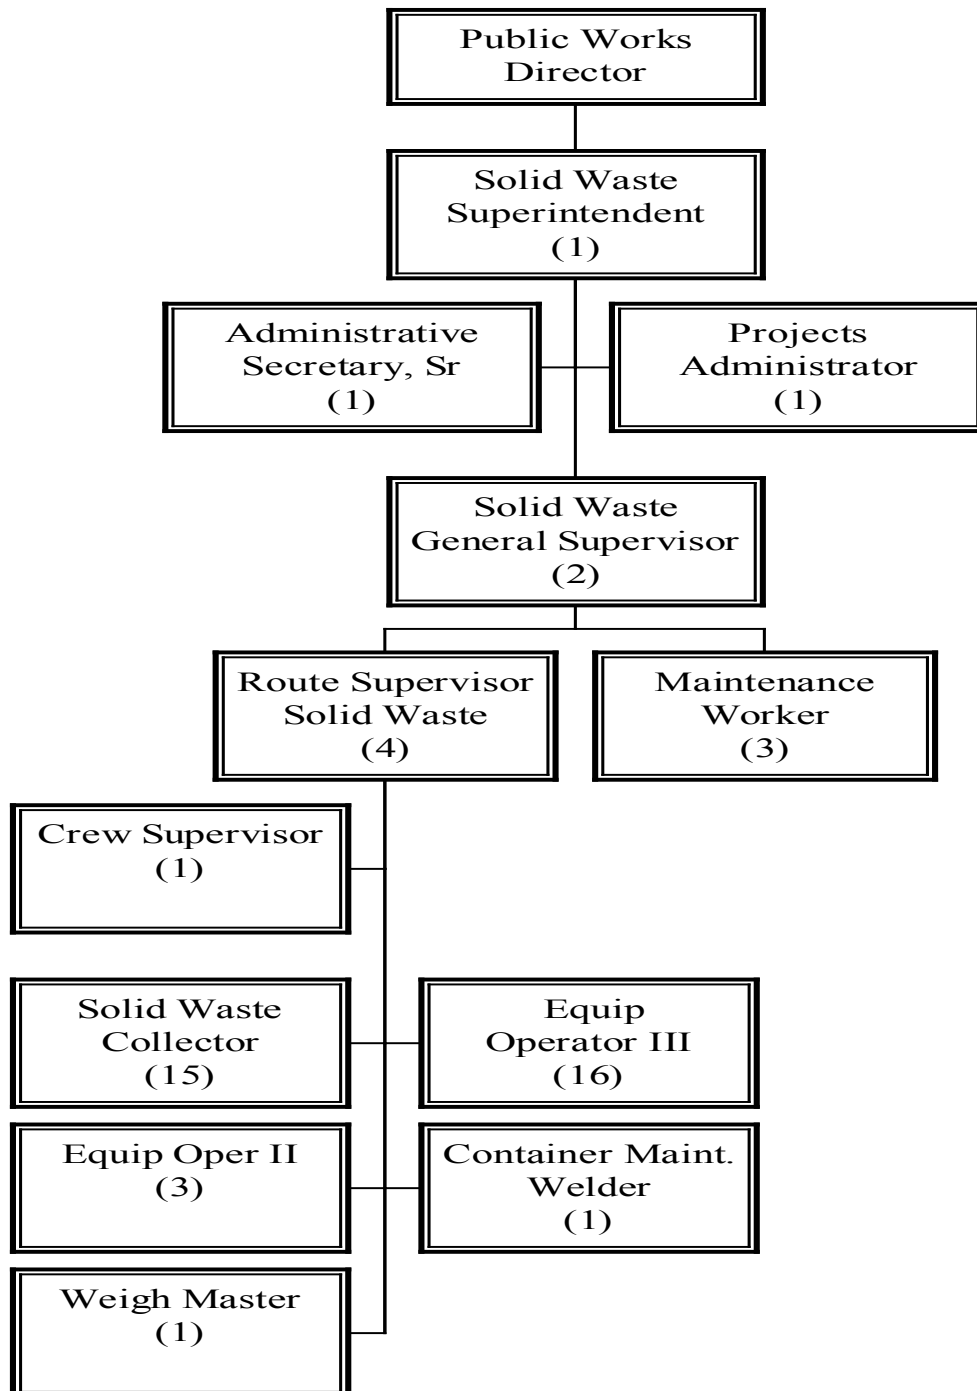 Public Works
Director
Solid Waste
Superintendent
(1)
Administrative
Secretary, Sr
(1)
Projects
Administrator
(1)
Solid Waste
General Supervisor
(2)
Route Supervisor
Solid Waste
(4)
Maintenance
Worker
(3)
Crew Supervisor
(1)
Solid Waste
Collector
(15)
Equip
Operator III
(16)
Equip Oper II
(3)
Container Maint.
Welder
(1)
Weigh Master
(1)